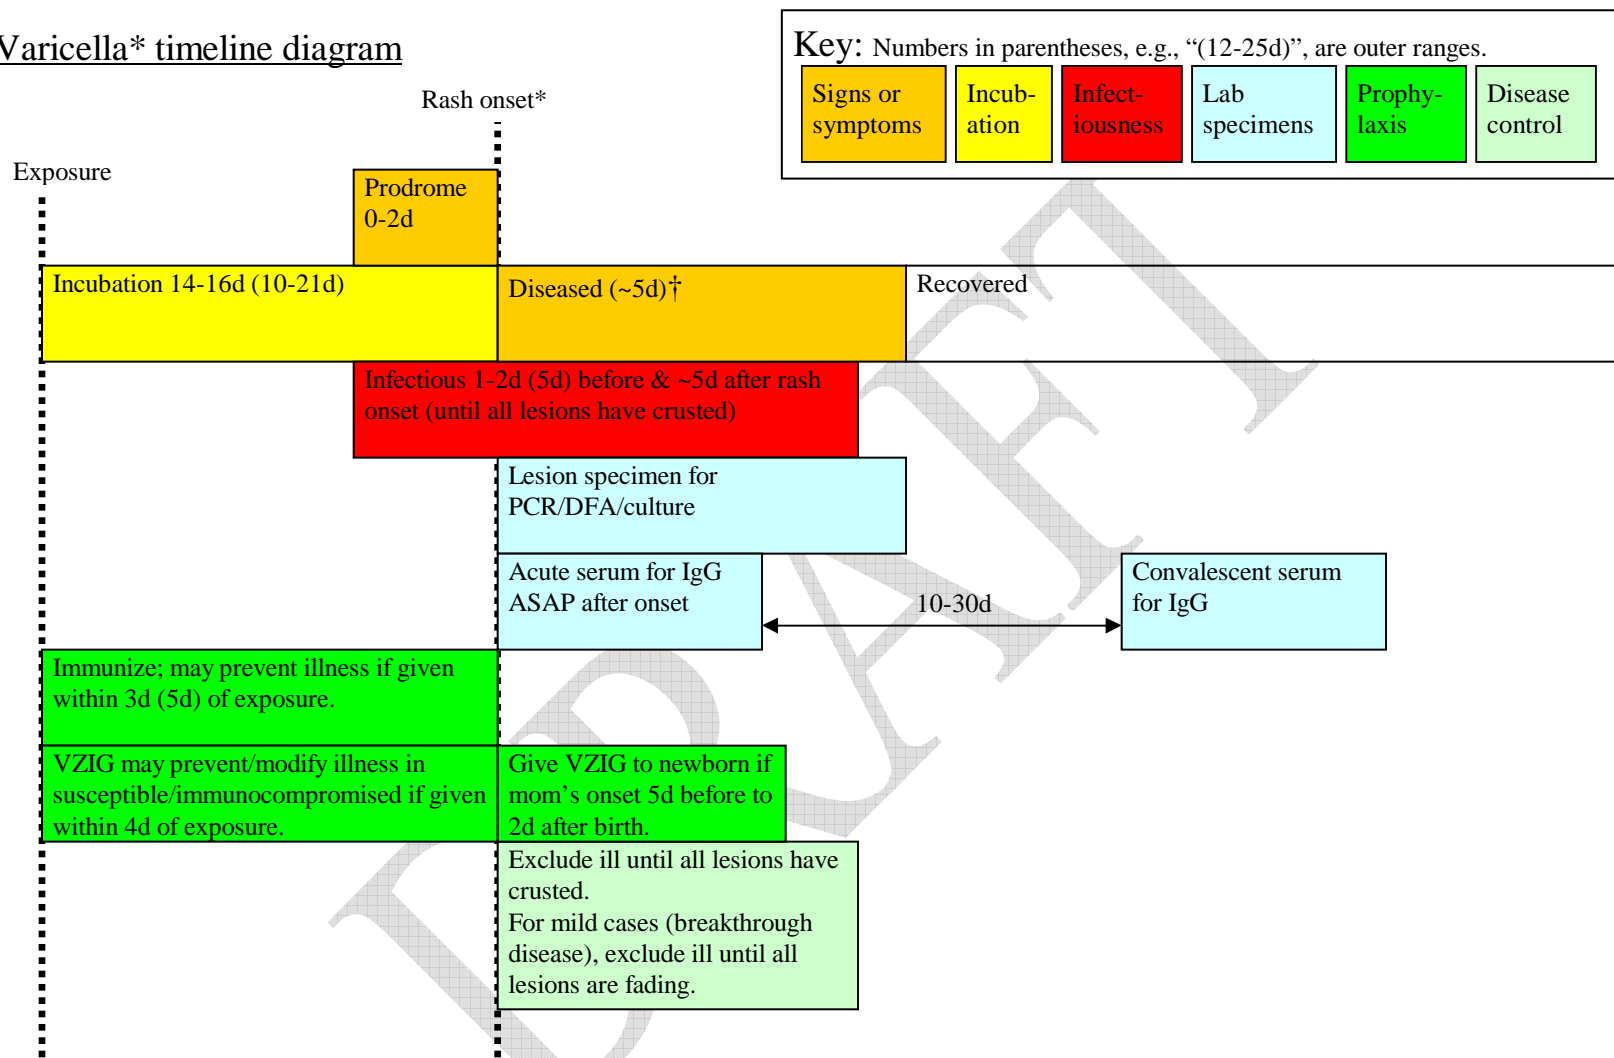 Varicella* timeline diagram
Key: Numbers in parentheses, e.g., “(12-25d)”, are outer ranges.
Signs or
symptoms
Incub-
ation
Infect-
iousness
Lab
specimens
Prophy-
laxis
Disease
control
Rash onset*
Exposure
Prodrome
0-2d
Incubation 14-16d (10-21d)
Diseased (~5d)†
Recovered
Infectious 1-2d (5d) before & ~5d after rash
onset (until all lesions have crusted)
Lesion specimen for
PCR/DFA/culture
Acute serum for IgG
ASAP after onset
10-30d
Convalescent serum
for IgG
Immunize; may prevent illness if given
within 3d (5d) of exposure.
VZIG may prevent/modify illness in
susceptible/immunocompromised if given
within 4d of exposure.
Give VZIG to newborn if
mom’s onset 5d before to
2d after birth.
Exclude ill until all lesions have
crusted.
For mild cases (breakthrough
disease), exclude ill until all
lesions are fading.
DRAFT